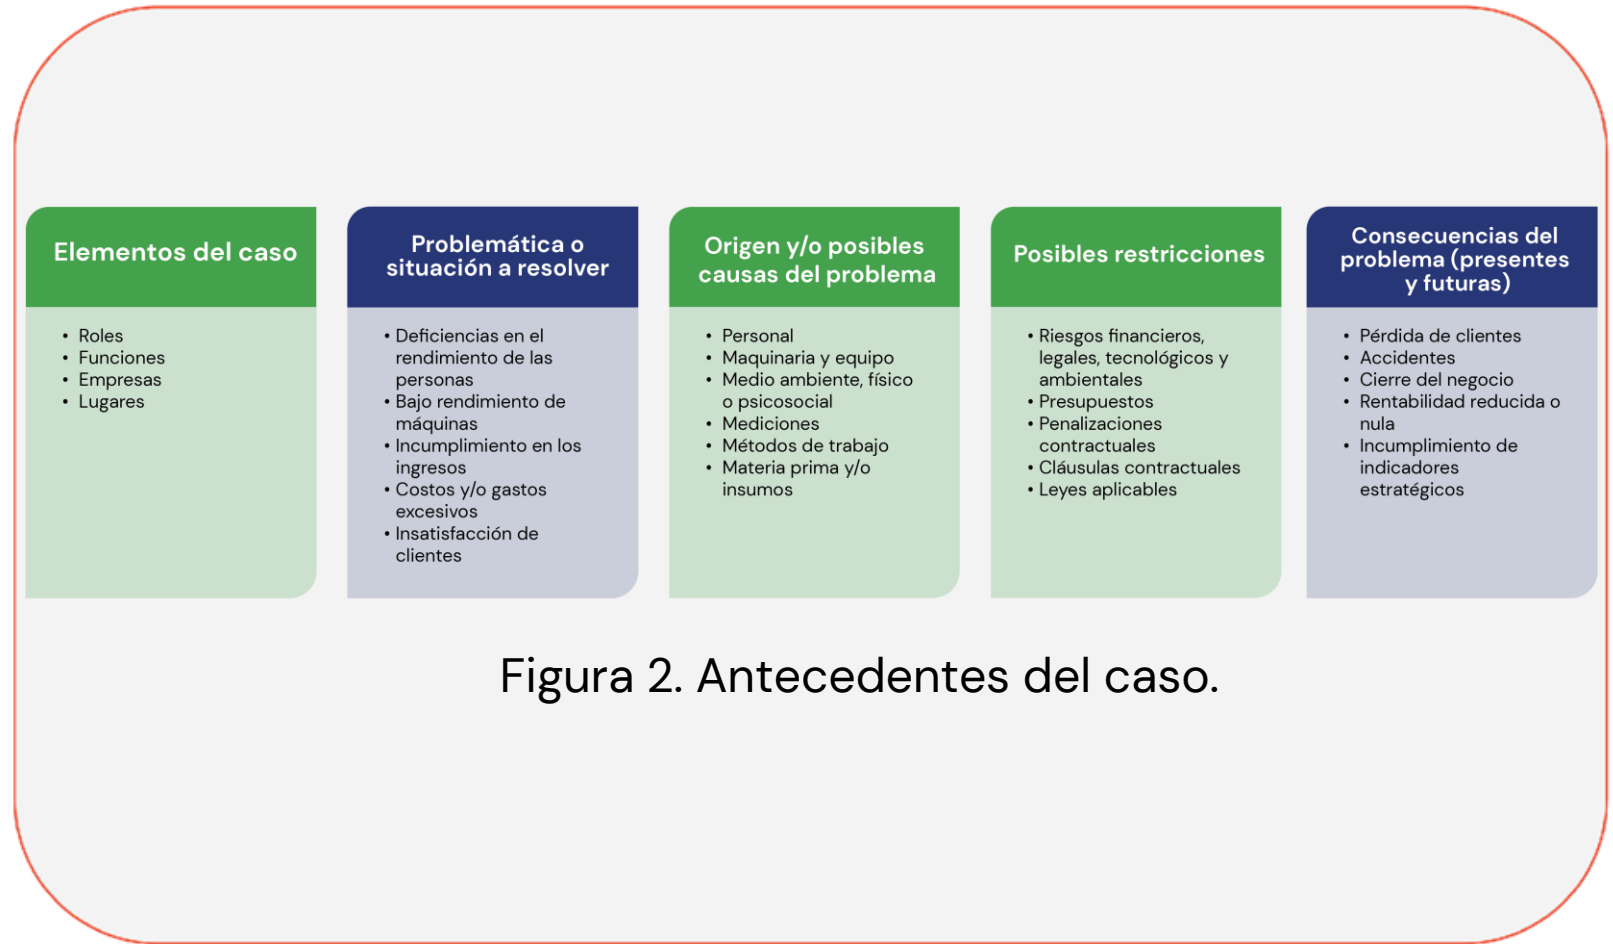 Elementos del caso
• Roles
• Funciones
• Empresas
• Lugares
Problemática o
situación a resolver
• Deficiencias en el
rendimiento de las
personas
• Bajo rendimiento de
máquinas
• Incumplimiento en los
ingresos
• Costos y/o gastos
excesivos
• Insatisfacción de
clientes
Origen y/o posibles
causas del problema
• Personal
• Maquinaria y equipo
• Medio ambiente, físico
o psicosocial
• Mediciones
• Métodos de trabajo
• Materia prima y/o
insumos
Posibles restricciones
• Riesgos financieros,
legales, tecnológicos y
ambientales
• Presupuestos
• Penalizaciones
contractuales
• Cláusulas contractuales
• Leyes aplicables
Consecuencias del
problema (presentes
y futuras)
• Pérdida de clientes
• Accidentes
• Cierre del negocio
• Rentabilidad reducida o
nula
• Incumplimiento de
indicadores
estratégicos
Figura 2. Antecedentes del caso.